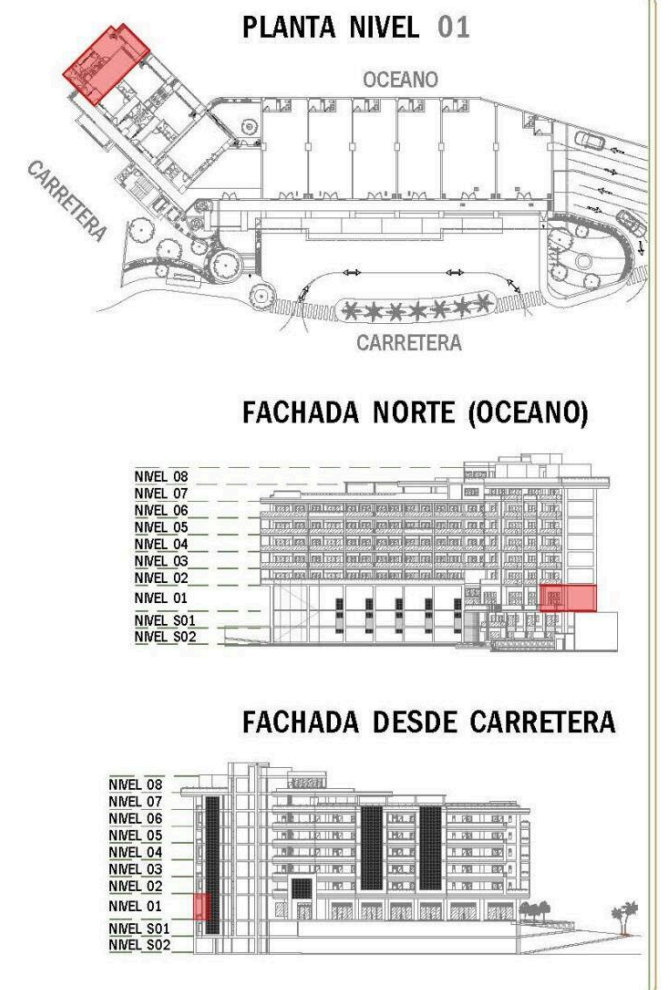 PLANTA NIVEL 01
OCEANO
CARRETERA
CARRETERA
FACHADA NORTE (OCEANO)
NIVEL 08
NIVEL 07
NIVEL 06
NIVEL 05
NIVEL 04
NIVEL 03
NIVEL 02
NIVEL 01
NIVEL S01
NIVEL S02
FACHADA DESDE CARRETERA
NIVEL 08
NIVEL 07
NIVEL 06
NIVEL 05
NIVEL 04
NIVEL 03
NIVEL 02
NIVEL 01
NIVEL S01
NIVEL S02